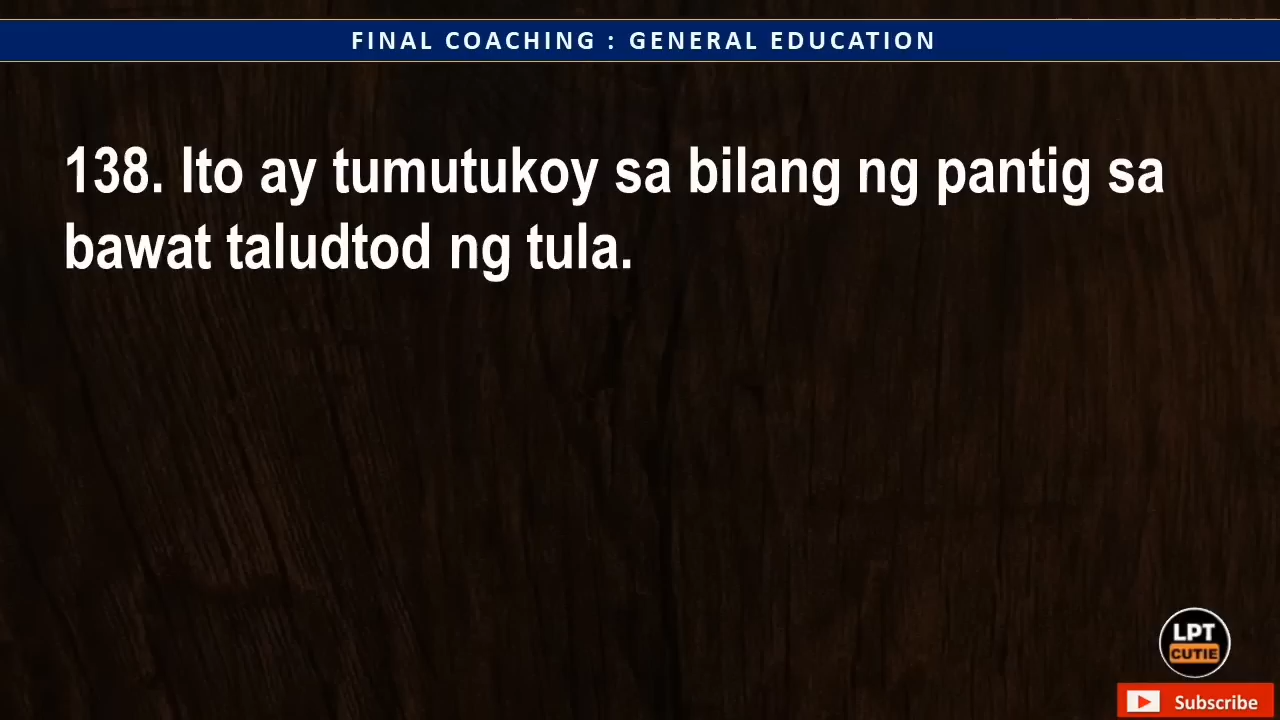 FINAL COACHING : GENERAL EDUCATION
138. Ito ay tumutukoy sa bilang ng pantig sa
bawat taludtod ng tula.
LPT
CUTIE
Subscribe